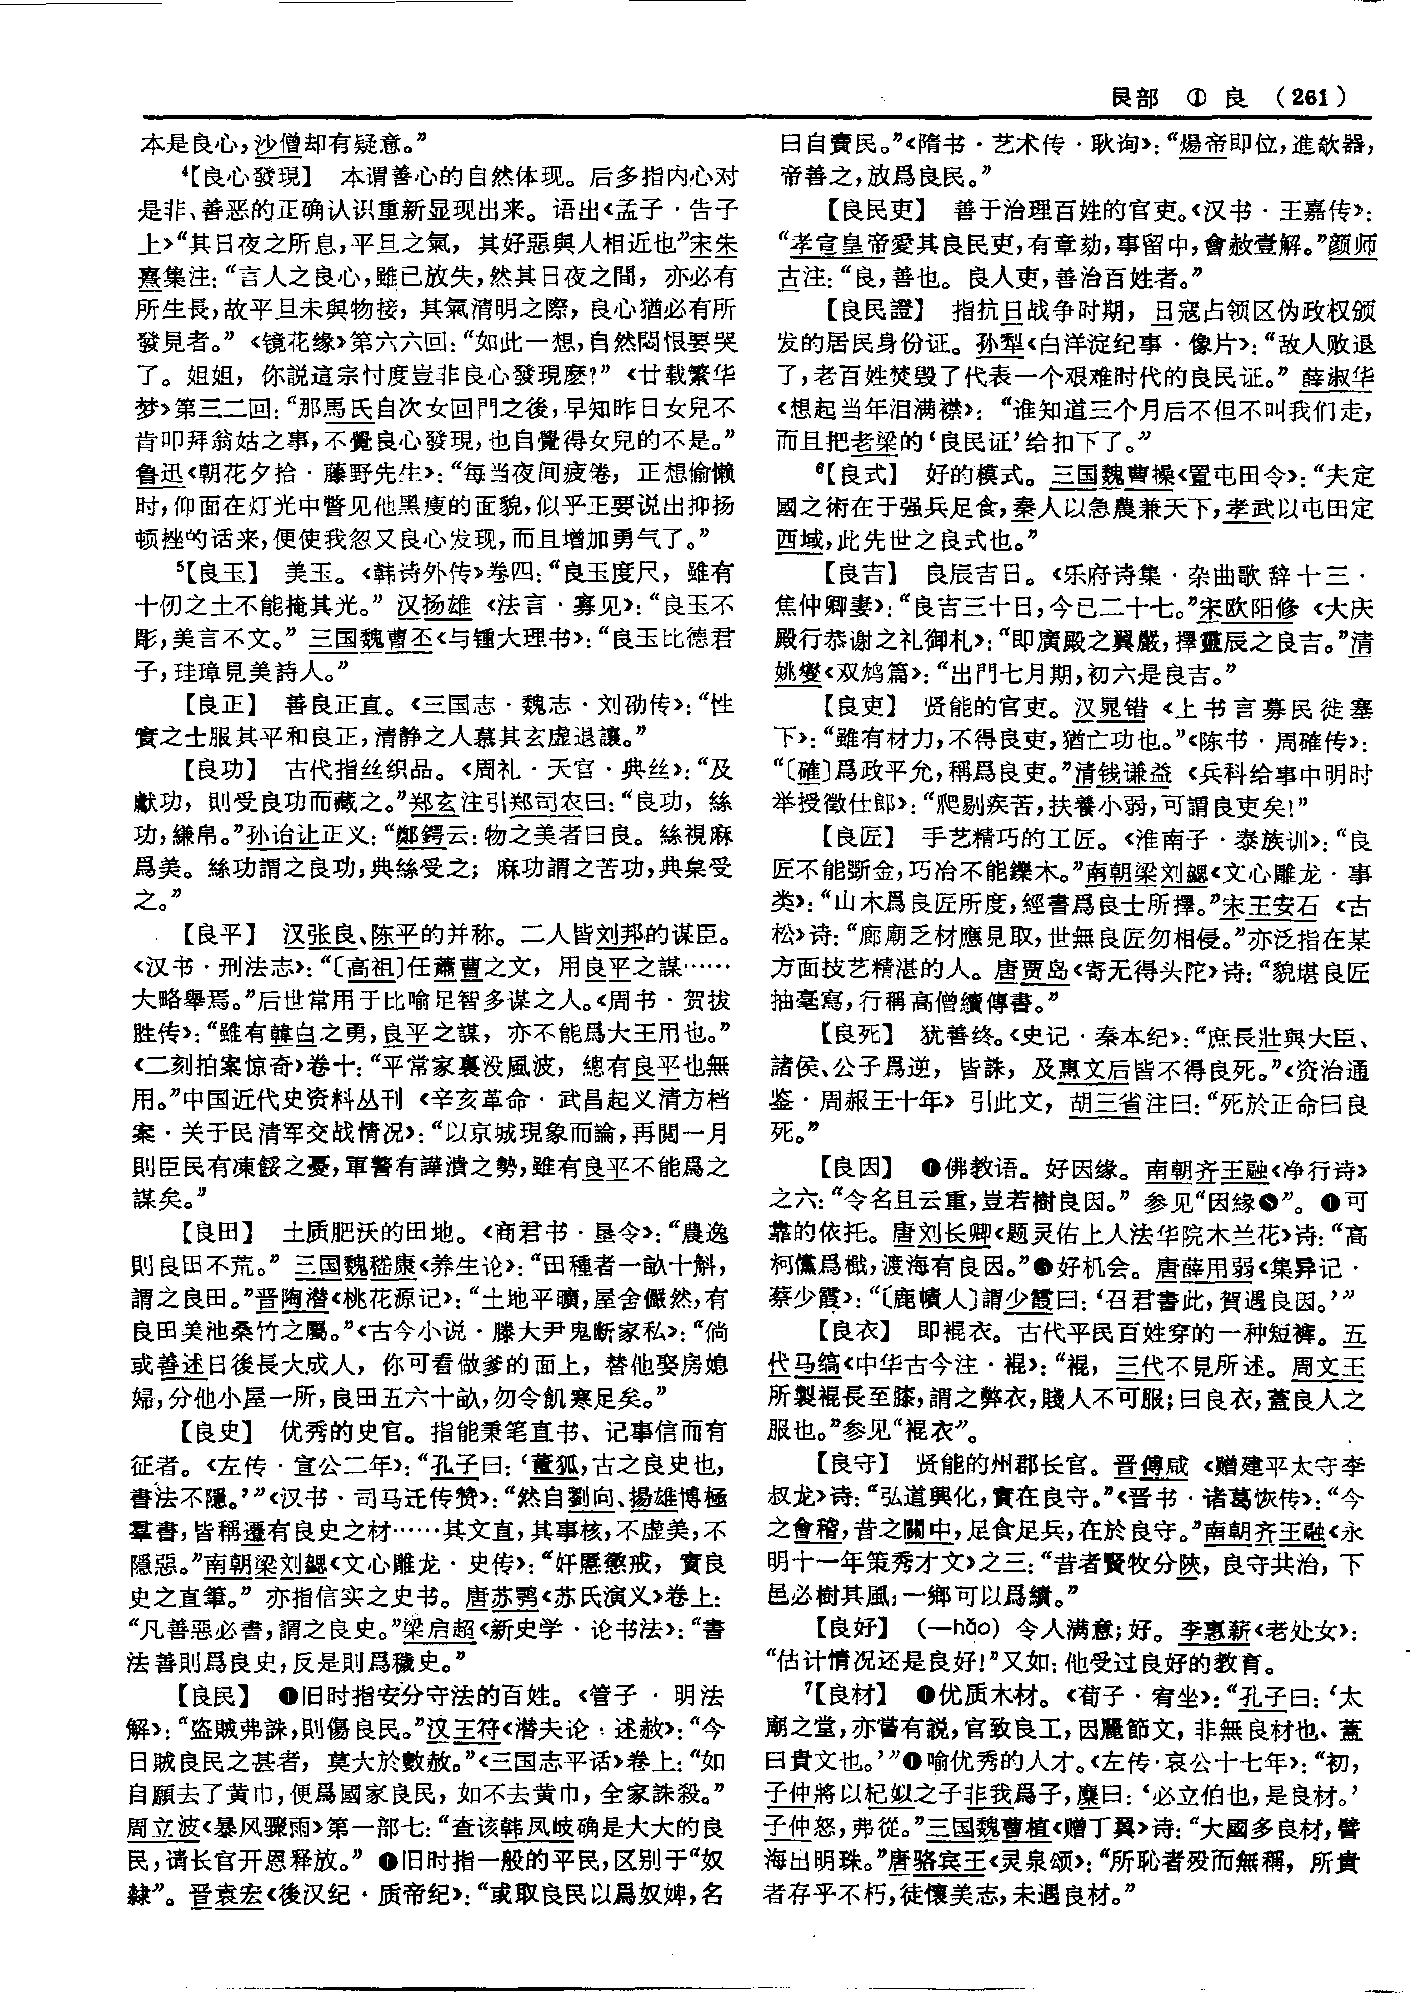 艮部 ① 良 (261)
本是良心，沙僧却有疑意。”
⁴【良心發現】 本谓善心的自然体现。后多指内心对
是非、善恶的正确认识重新显现出来。语出《孟子·告子
上》“其日夜之所息，平旦之氣，其好惡與人相近也”宋朱
熹集注：“言人之良心，雖已放失，然其日夜之間，亦必有
所生長，故平旦未與物接，其氣清明之際，良心猶必有所
發見者。”《镜花缘》第六六回：“如此一想，自然悶恨要哭
了。姐姐，你説這宗忖度豈非良心發現麽？”《廿载繁华
梦》第三二回：“那馬氏自次女回門之後，早知昨日女兒不
肯叩拜翁姑之事，不覺良心發現，也自覺得女兒的不是。”
鲁迅《朝花夕拾·藤野先生》：“每当夜间疲倦，正想偷懒
时，仰面在灯光中瞥见他黑瘦的面貌，似乎正要说出抑扬
顿挫的话来，便使我忽又良心发现，而且增加勇气了。”
⁵【良玉】 美玉。《韩诗外传》卷四：“良玉度尺，雖有
十仞之土不能掩其光。”汉扬雄《法言·寡见》：“良玉不
彫，美言不文。”三国魏曹丕《与锺大理书》：“良玉比德君
子，珪璋見美詩人。”
【良正】 善良正直。《三国志·魏志·刘劭传》：“性
實之士服其平和良正，清静之人慕其玄虚退讓。”
【良功】 古代指丝织品。《周礼·天官·典丝》：“及
獻功，則受良功而藏之。”郑玄注引郑司农曰：“良功，絲
功，縑帛。”孙诒让正义：“鄭鍔云：物之美者曰良。絲視麻
爲美。絲功謂之良功，典絲受之；麻功謂之苦功，典枲受
之。”
【良平】 汉张良、陈平的并称。二人皆刘邦的谋臣。
《汉书·刑法志》：“〔高祖〕任蕭曹之文，用良平之謀……
大略舉焉。”后世常用于比喻足智多谋之人。《周书·贺拔
胜传》：“雖有韓白之勇，良平之謀，亦不能爲大王用也。”
《二刻拍案惊奇》卷十：“平常家裏没風波，總有良平也無
用。”中国近代史资料丛刊《辛亥革命·武昌起义清方档
案·关于民清军交战情况》：“以京城現象而論，再閲一月
則臣民有凍餒之憂，軍警有譁潰之勢，雖有良平不能爲之
謀矣。”
【良田】 土质肥沃的田地。《商君书·垦令》：“農逸
則良田不荒。”三国魏嵇康《养生论》：“田種者一畝十斛，
謂之良田。”晋陶潜《桃花源记》：“土地平曠，屋舍儼然，有
良田美池桑竹之屬。”《古今小说·滕大尹鬼断家私》：“倘
或善述日後長大成人，你可看做爹的面上，替他娶房媳
婦，分他小屋一所，良田五六十畝，勿令飢寒足矣。”
【良史】 优秀的史官。指能秉笔直书、记事信而有
征者。《左传·宣公二年》：“孔子曰：‘董狐，古之良史也，
書法不隱。’”《汉书·司马迁传赞》：“然自劉向、揚雄博極
羣書，皆稱遷有良史之材……其文直，其事核，不虚美，不
隱惡。”南朝梁刘勰《文心雕龙·史传》：“奸慝懲戒，實良
史之直筆。”亦指信实之史书。唐苏鹗《苏氏演义》卷上：
“凡善惡必書，謂之良史。”梁启超《新史学·论书法》：“書
法善則爲良史，反是則爲穢史。”
【良民】 ❶旧时指安分守法的百姓。《管子·明法
解》：“盗賊弗誅，則傷良民。”汉王符《潜夫论·述赦》：“今
日賊良民之甚者，莫大於數赦。”《三国志平话》卷上：“如
自願去了黄巾，便爲國家良民，如不去黄巾，全家誅殺。”
周立波《暴风骤雨》第一部七：“查该韩凤岐确是大大的良
民，请长官开恩释放。”❷旧时指一般的平民，区别于“奴
隸”。晋袁宏《後汉纪·质帝纪》：“或取良民以爲奴婢，名
曰自賣民。”《隋书·艺术传·耿询》：“煬帝即位，進欹器，
帝善之，放爲良民。”
【良民吏】 善于治理百姓的官吏。《汉书·王嘉传》：
“孝宣皇帝愛其良民吏，有章劾，事留中，會赦壹解。”颜师
古注：“良，善也。良人吏，善治百姓者。”
【良民證】 指抗日战争时期，日寇占领区伪政权颁
发的居民身份证。孙犁《白洋淀纪事·像片》：“敌人败退
了，老百姓焚毁了代表一个艰难时代的良民证。”薛淑华
《想起当年泪满襟》：“谁知道三个月后不但不叫我们走，
而且把老梁的‘良民证’给扣下了。”
⁶【良式】 好的模式。三国魏曹操《置屯田令》：“夫定
國之術在于强兵足食，秦人以急農兼天下，孝武以屯田定
西域，此先世之良式也。”
【良吉】 良辰吉日。《乐府诗集·杂曲歌辞十三·
焦仲卿妻》：“良吉三十日，今已二十七。”宋欧阳修《大庆
殿行恭谢之礼御札》：“即廣殿之翼嚴，擇靈辰之良吉。”清
姚燮《双鸩篇》：“出門七月期，初六是良吉。”
【良吏】 贤能的官吏。汉晁错《上书言募民徙塞
下》：“雖有材力，不得良吏，猶亡功也。”《陈书·周確传》：
“〔確〕爲政平允，稱爲良吏。”清钱谦益《兵科给事中明时
举授徵仕郎》：“爬剔疾苦，扶養小弱，可謂良吏矣！”
【良匠】 手艺精巧的工匠。《淮南子·泰族训》：“良
匠不能斲金，巧冶不能鑠木。”南朝梁刘勰《文心雕龙·事
类》：“山木爲良匠所度，經書爲良士所擇。”宋王安石《古
松》诗：“廊廟乏材應見取，世無良匠勿相侵。”亦泛指在某
方面技艺精湛的人。唐贾岛《寄无得头陀》诗：“貌堪良匠
抽毫寫，行稱高僧續傳書。”
【良死】 犹善终。《史记·秦本纪》：“庶長壯與大臣、
諸侯、公子爲逆，皆誅，及惠文后皆不得良死。”《资治通
鉴·周赧王十年》引此文，胡三省注曰：“死於正命曰良
死。”
【良因】 ❶佛教语。好因缘。南朝齐王融《净行诗》
之六：“令名且云重，豈若樹良因。”参见“因緣❺”。❷可
靠的依托。唐刘长卿《题灵佑上人法华院木兰花》诗：“高
柯儻爲檝，渡海有良因。”❸好机会。唐薛用弱《集异记·
蔡少霞》：“〔鹿幘人〕謂少霞曰：‘召君書此，賀遇良因。’”
【良衣】 即裩衣。古代平民百姓穿的一种短裤。五
代马缟《中华古今注·裩》：“裩，三代不見所述。周文王
所製裩長至膝，謂之弊衣，賤人不可服；曰良衣，蓋良人之
服也。”参见“裩衣”。
【良守】 贤能的州郡长官。晋傅咸《赠建平太守李
叔龙》诗：“弘道興化，實在良守。”《晋书·诸葛恢传》：“今
之會稽，昔之關中，足食足兵，在於良守。”南朝齐王融《永
明十一年策秀才文》之三：“昔者賢牧分陝，良守共治，下
邑必樹其風，一鄉可以爲績。”
【良好】 （—hǎo）令人满意；好。李惠薪《老处女》：
“估计情况还是良好！”又如：他受过良好的教育。
⁷【良材】 ❶优质木材。《荀子·宥坐》：“孔子曰：‘太
廟之堂，亦嘗有説，官致良工，因麗節文，非無良材也、蓋
曰貴文也。’”❷喻优秀的人才。《左传·哀公十七年》：“初，
子仲將以杞姒之子非我爲子，麇曰：‘必立伯也，是良材。’
子仲怒，弗從。”三国魏曹植《赠丁翼》诗：“大國多良材，譬
海出明珠。”唐骆宾王《灵泉颂》：“所恥者殁而無稱，所貴
者存乎不朽，徒懷美志，未遇良材。”